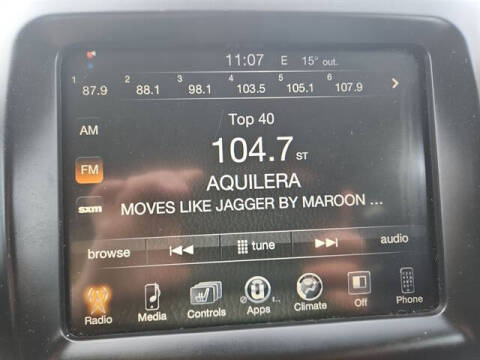 11:07 E 15° out.
1 87.9 2 88.1 3 98.1 4 103.5 5 105.1 6 107.9
Top 40
AM
104.7 ST
FM
AQUILERA
sxm
MOVES LIKE JAGGER BY MAROON ...
browse tune audio
Radio Media Controls Apps Climate Off Phone